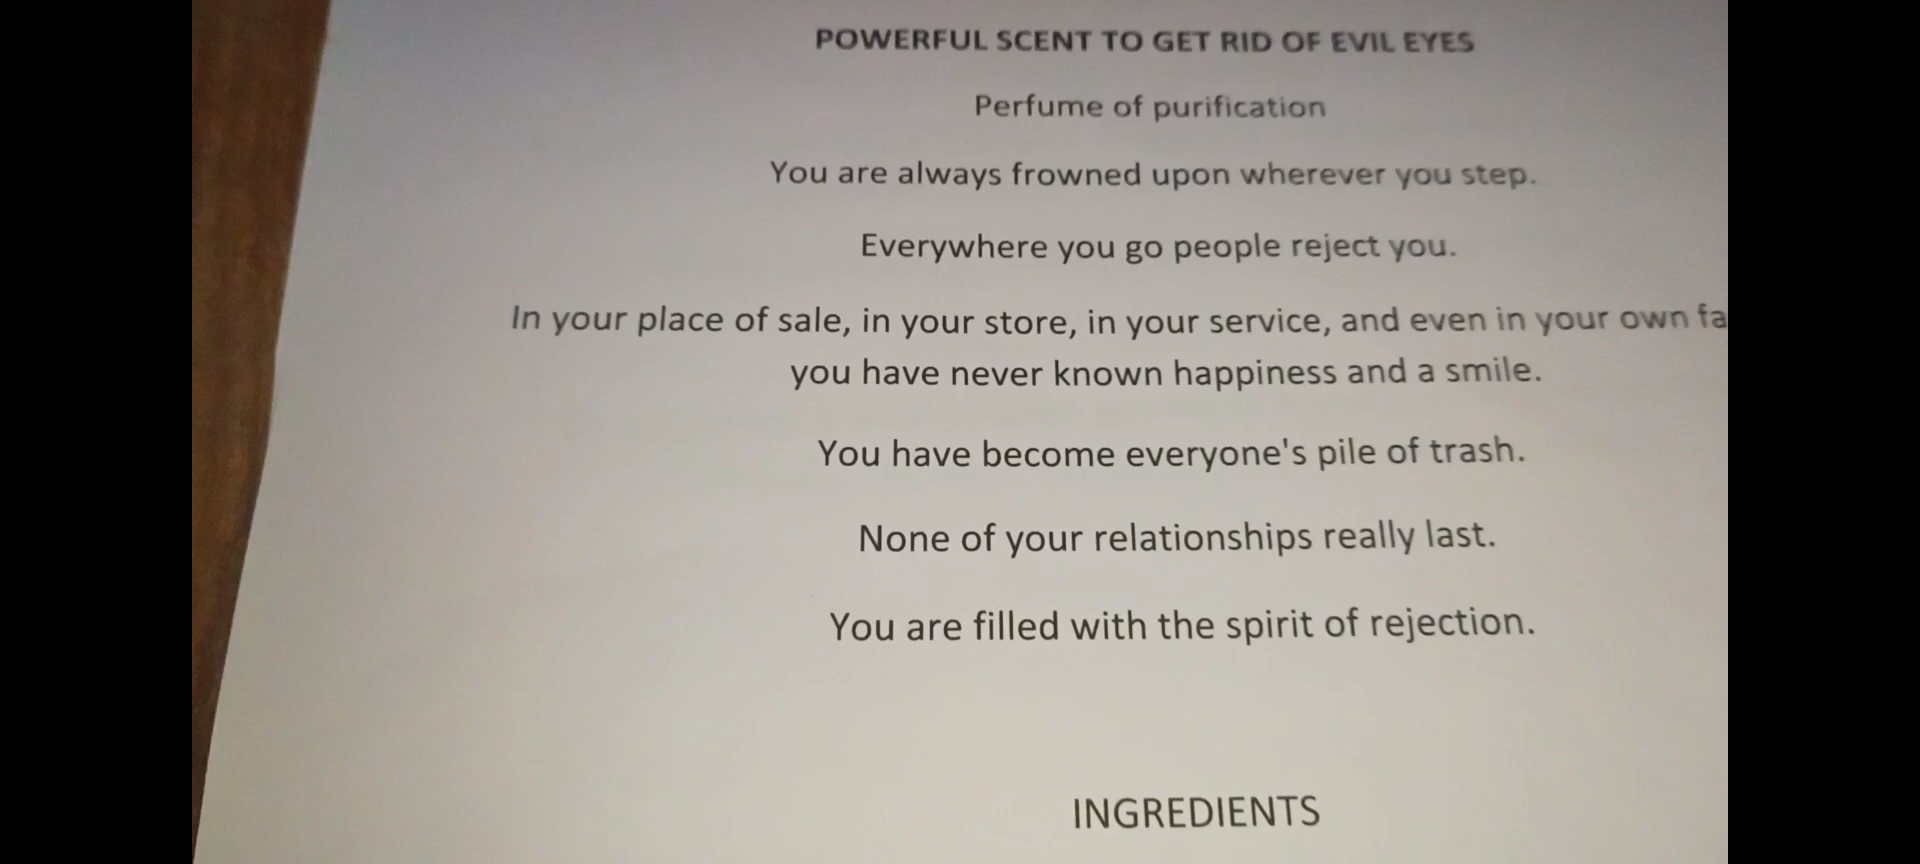 POWERFUL SCENT TO GET RID OF EVIL EYES
Perfume of purification
You are always frowned upon wherever you step.
Everywhere you go people reject you.
In your place of sale, in your store, in your service, and even in your own fa
you have never known happiness and a smile.
You have become everyone's pile of trash.
None of your relationships really last.
You are filled with the spirit of rejection.
INGREDIENTS